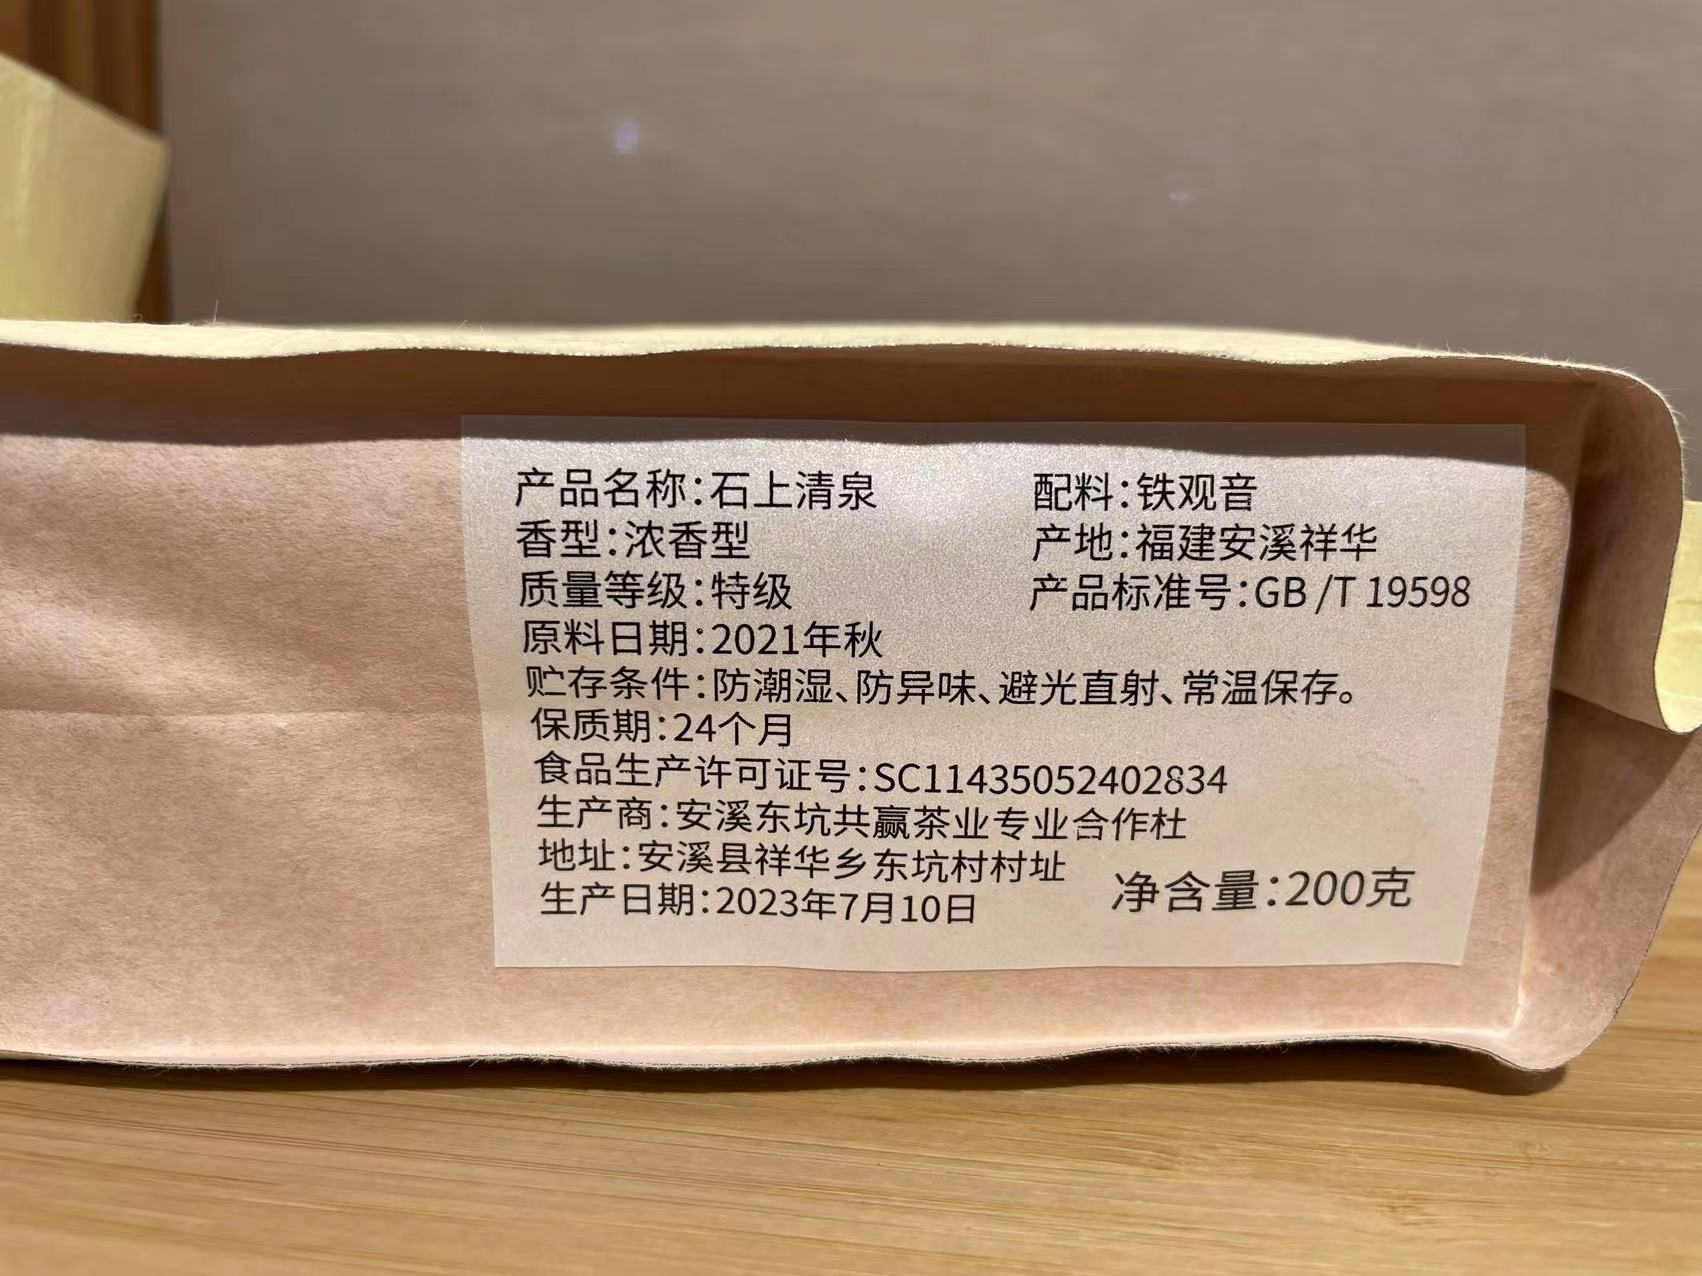 产品名称:石上清泉 配料:铁观音
香型:浓香型 产地:福建安溪祥华
质量等级:特级 产品标准号:GB /T 19598
原料日期:2021年秋
贮存条件:防潮湿、防异味、避光直射、常温保存。
保质期:24个月
食品生产许可证号:SC11435052402834
生产商:安溪东坑共赢茶业专业合作杜
地址:安溪县祥华乡东坑村村址
生产日期:2023年7月10日 净含量:200克